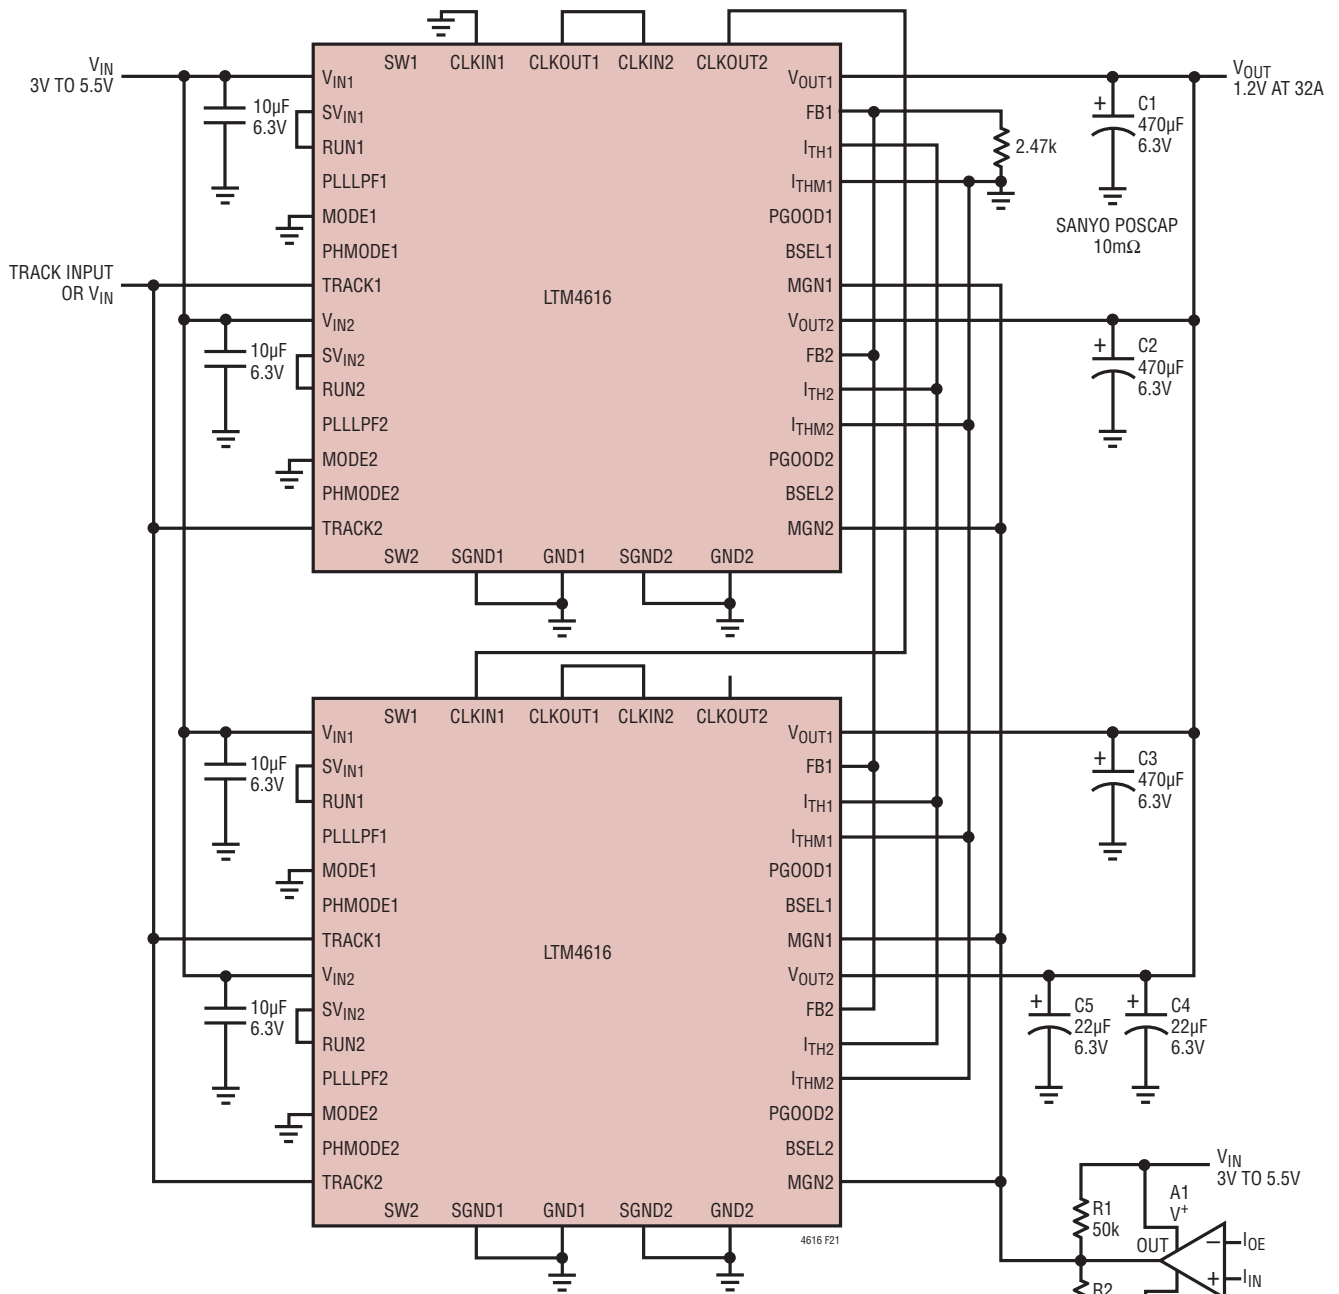 SW1 CLKIN1 CLKOUT1 CLKIN2 CLKOUT2
VIN
3V TO 5.5V
10µF
6.3V
VIN1
SVIN1
RUN1
PLLLPF1
MODE1
PHMODE1
TRACK INPUT
OR VIN
TRACK1
VIN2
10µF
6.3V
SVIN2
RUN2
PLLLPF2
MODE2
PHMODE2
TRACK2
LTM4616
VOUT1
FB1
ITH1
ITHM1
PGOOD1
BSEL1
MGN1
VOUT2
FB2
ITH2
ITHM2
PGOOD2
BSEL2
MGN2
2.47k
VOUT
1.2V AT 32A
+ C1
470µF
6.3V
SANYO POSCAP
10mΩ
+ C2
470µF
6.3V
SW2 SGND1 GND1 SGND2 GND2
SW1 CLKIN1 CLKOUT1 CLKIN2 CLKOUT2
10µF
6.3V
VIN1
SVIN1
RUN1
PLLLPF1
MODE1
PHMODE1
TRACK1
VIN2
10µF
6.3V
SVIN2
RUN2
PLLLPF2
MODE2
PHMODE2
TRACK2
LTM4616
VOUT1
FB1
ITH1
ITHM1
PGOOD1
BSEL1
MGN1
VOUT2
FB2
ITH2
ITHM2
PGOOD2
BSEL2
MGN2
+ C3
470µF
6.3V
+ C5
22µF
6.3V
+ C4
22µF
6.3V
SW2 SGND1 GND1 SGND2 GND2
4616 F21
VIN
3V TO 5.5V
R1
50k
A1
V+
OUT
− IOE
+ IIN
R2